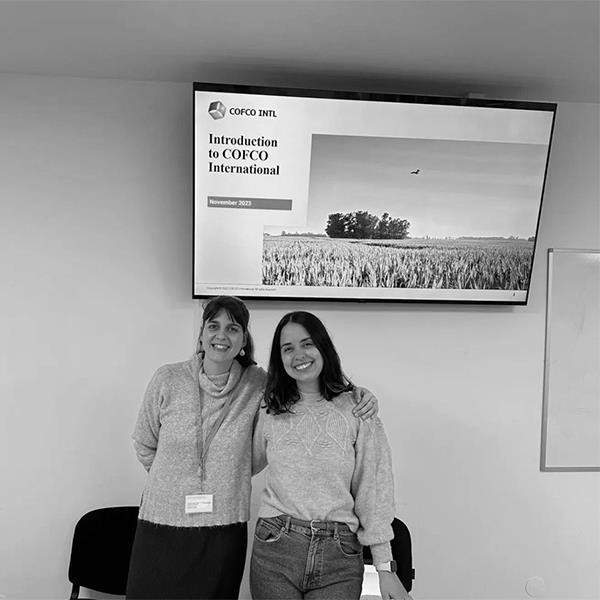 COFCO INTL
Introduction
to COFCO
International
November 2023